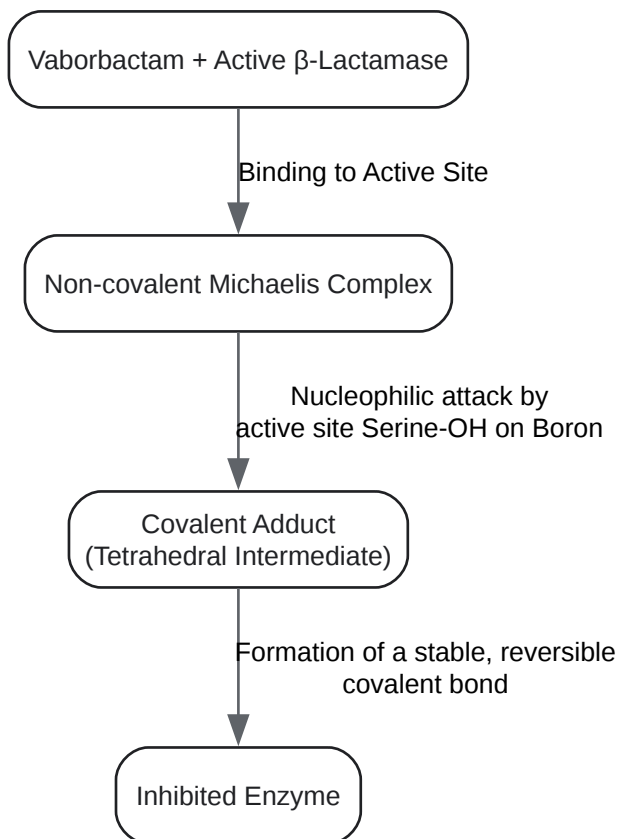 Vaborbactam + Active β-Lactamase
Binding to Active Site
Non-covalent Michaelis Complex
Nucleophilic attack by
active site Serine-OH on Boron
Covalent Adduct
(Tetrahedral Intermediate)
Formation of a stable, reversible
covalent bond
Inhibited Enzyme